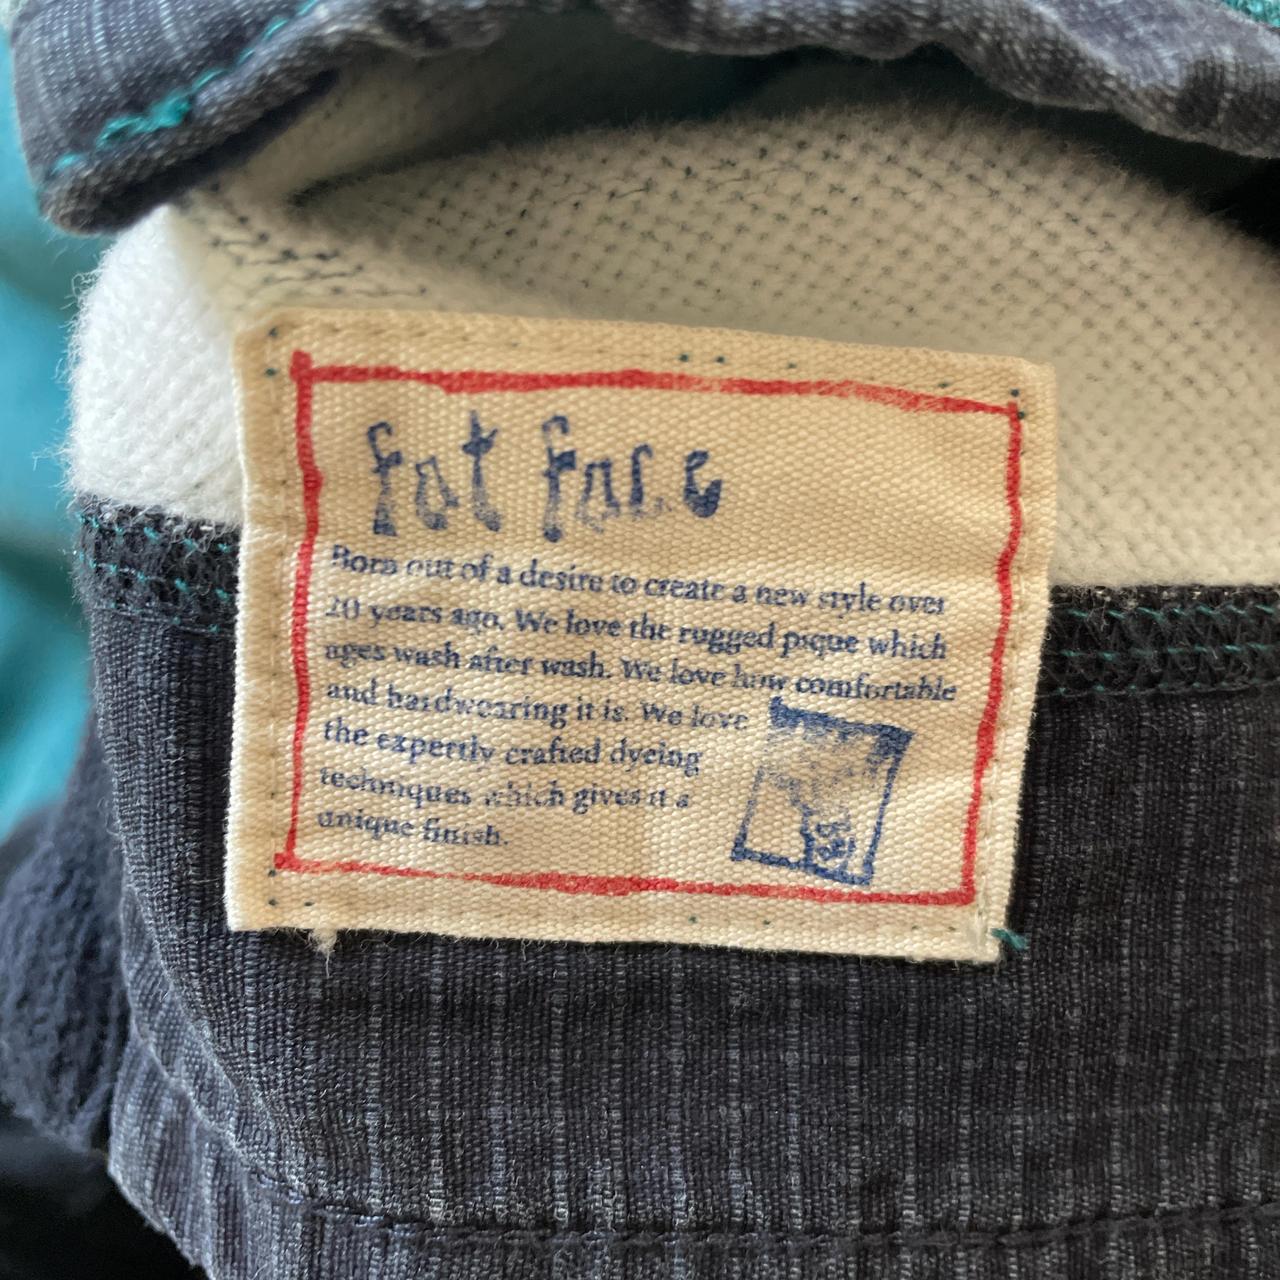 fat face
Born out of a desire to create a new style over
20 years ago. We love the rugged pique which
ages wash after wash. We love how comfortable
and hardwearing it is. We love
the expertly crafted dyeing
techniques which gives it a
unique finish.